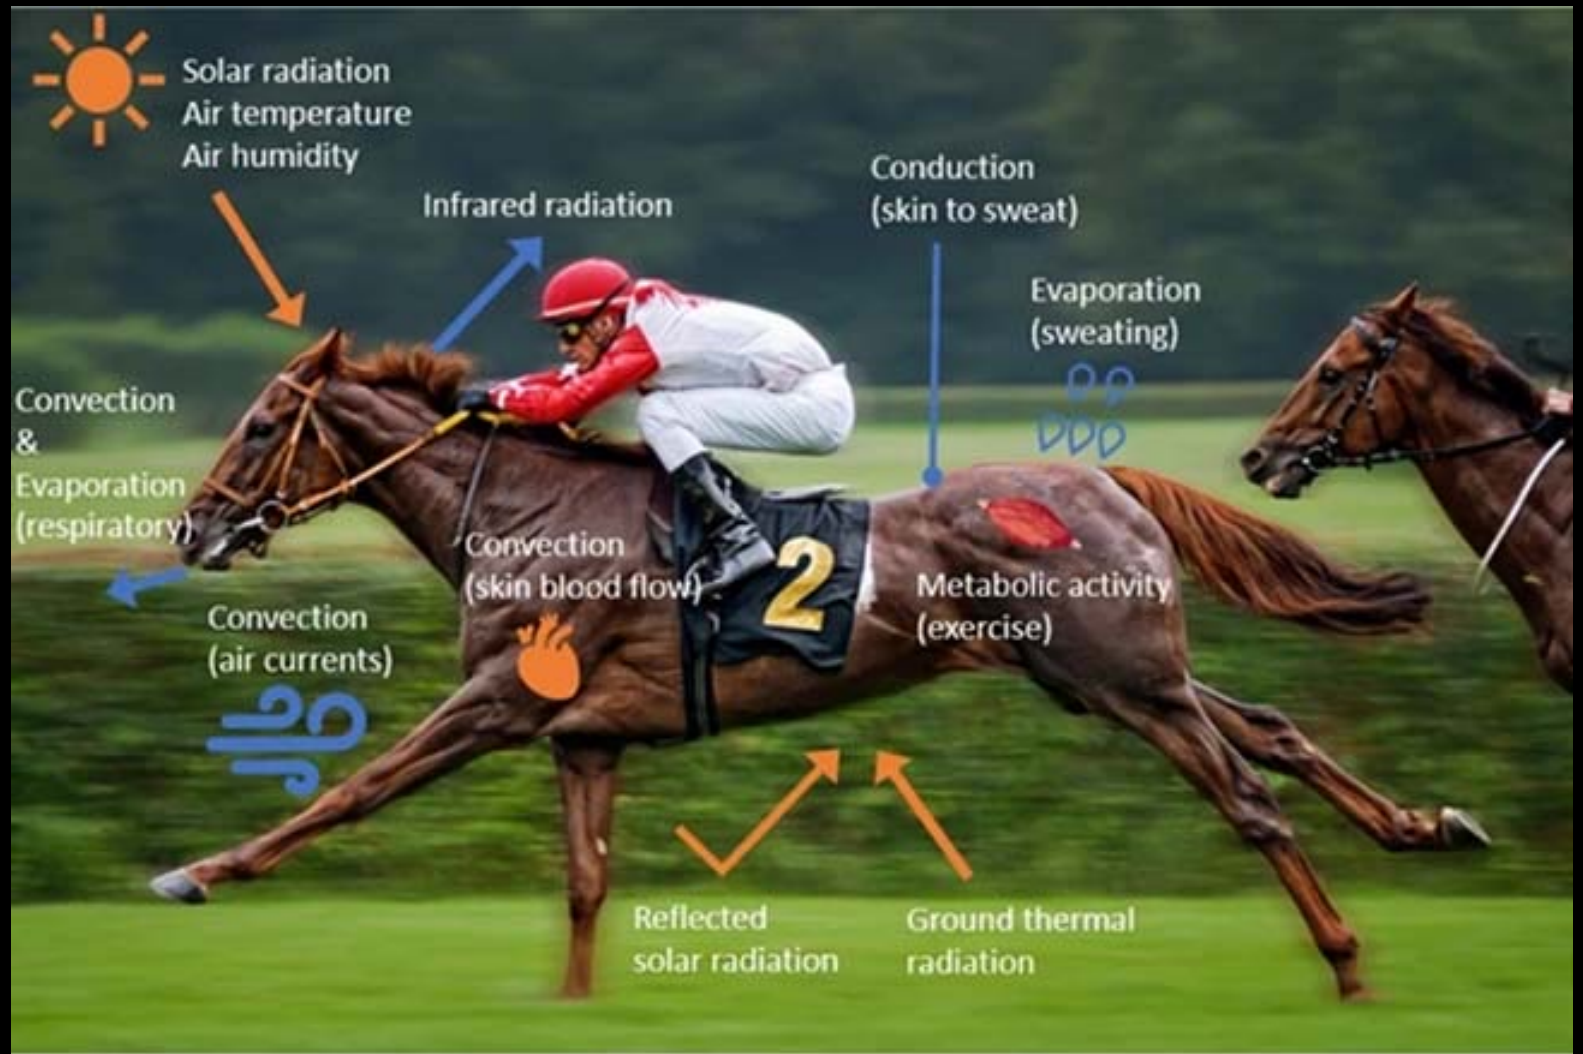 Solar radiation
Air temperature
Air humidity
Infrared radiation
Conduction
(skin to sweat)
Evaporation
(sweating)
Convection
&
Evaporation
(respiratory)
Convection
(skin blood flow)
2
Metabolic activity
(exercise)
Convection
(air currents)
Reflected
solar radiation
Ground thermal
radiation